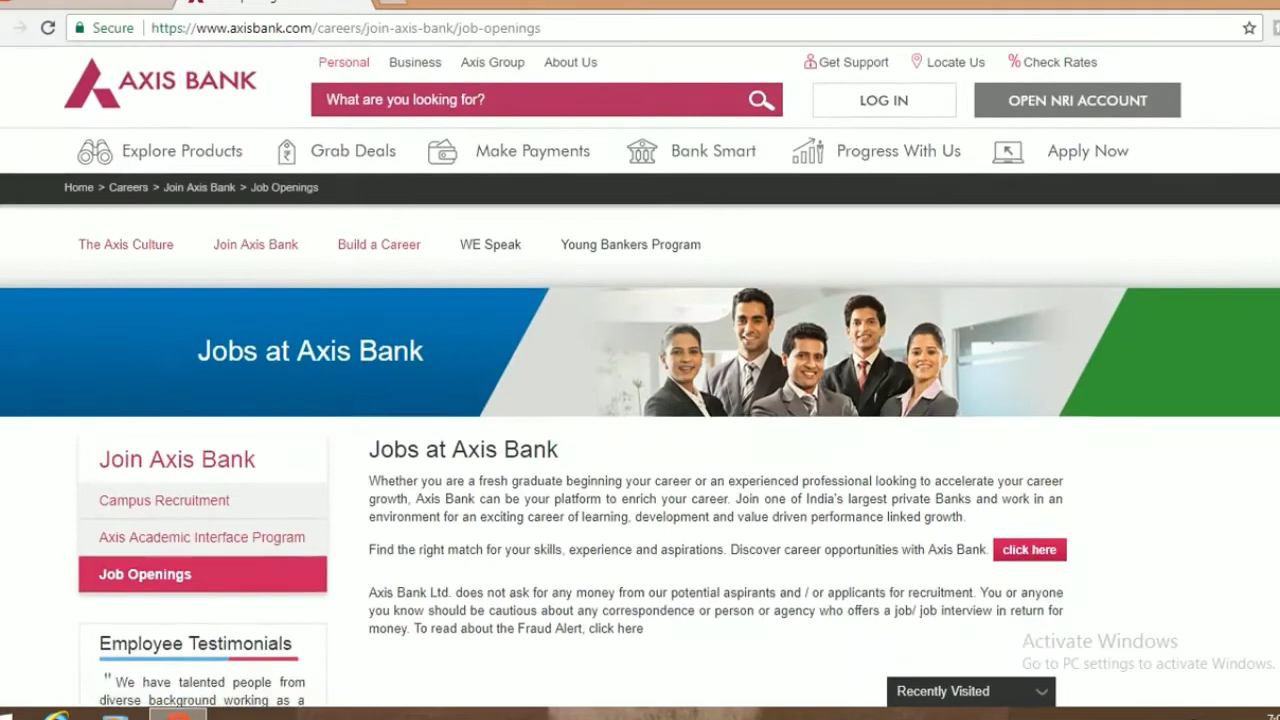 Secure https://www.axisbank.com/careers/join-axis-bank/job-openings
Personal Business Axis Group About Us Get Support Locate Us Check Rates
AXIS BANK
What are you looking for? LOG IN OPEN NRI ACCOUNT
Explore Products Grab Deals Make Payments Bank Smart Progress With Us Apply Now
Home > Careers > Join Axis Bank > Job Openings
The Axis Culture Join Axis Bank Build a Career WE Speak Young Bankers Program
Jobs at Axis Bank
Join Axis Bank
Campus Recruitment
Axis Academic Interface Program
Job Openings
Employee Testimonials
"We have talented people from
diverse background working as a
Jobs at Axis Bank
Whether you are a fresh graduate beginning your career or an experienced professional looking to accelerate your career
growth, Axis Bank can be your platform to enrich your career. Join one of India's largest private Banks and work in an
environment for an exciting career of learning, development and value driven performance linked growth.
Find the right match for your skills, experience and aspirations. Discover career opportunities with Axis Bank. click here
Axis Bank Ltd. does not ask for any money from our potential aspirants and / or applicants for recruitment. You or anyone
you know should be cautious about any correspondence or person or agency who offers a job/ job interview in return for
money. To read about the Fraud Alert, click here
Activate Windows
Go to PC settings to activate Windows.
Recently Visited